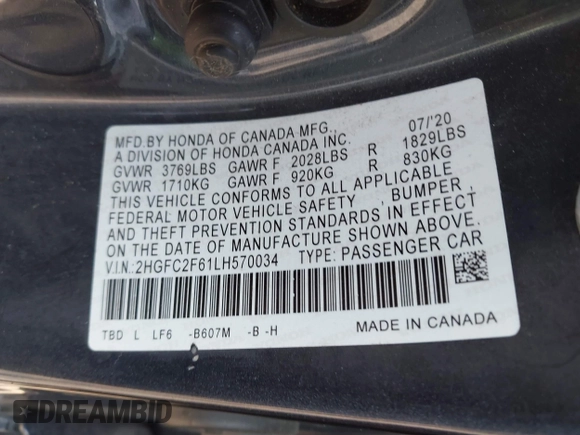 MFD.BY HONDA OF CANADA MFG., 07/'20
A DIVISION OF HONDA CANADA INC.
GVWR 3769LBS GAWR F 2028LBS R 1829LBS
GVWR 1710KG GAWR F 920KG R 830KG
THIS VEHICLE CONFORMS TO ALL APPLICABLE
FEDERAL MOTOR VEHICLE SAFETY , BUMPER ,
AND THEFT PREVENTION STANDARDS IN EFFECT
ON THE DATE OF MANUFACTURE SHOWN ABOVE.
V.I.N.:2HGFC2F61LH570034 TYPE: PASSENGER CAR
TBD L LF6 -B607M -B -H MADE IN CANADA
DREAMBID